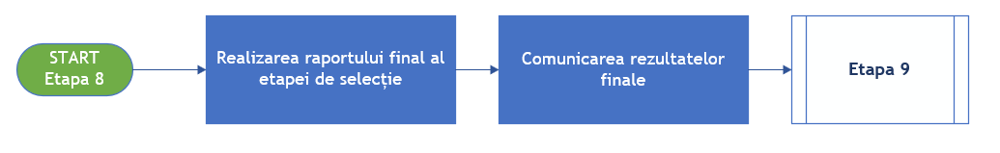 START
Etapa 8
Realizarea raportului final al
etapei de selecție
Comunicarea rezultatelor
finale
Etapa 9